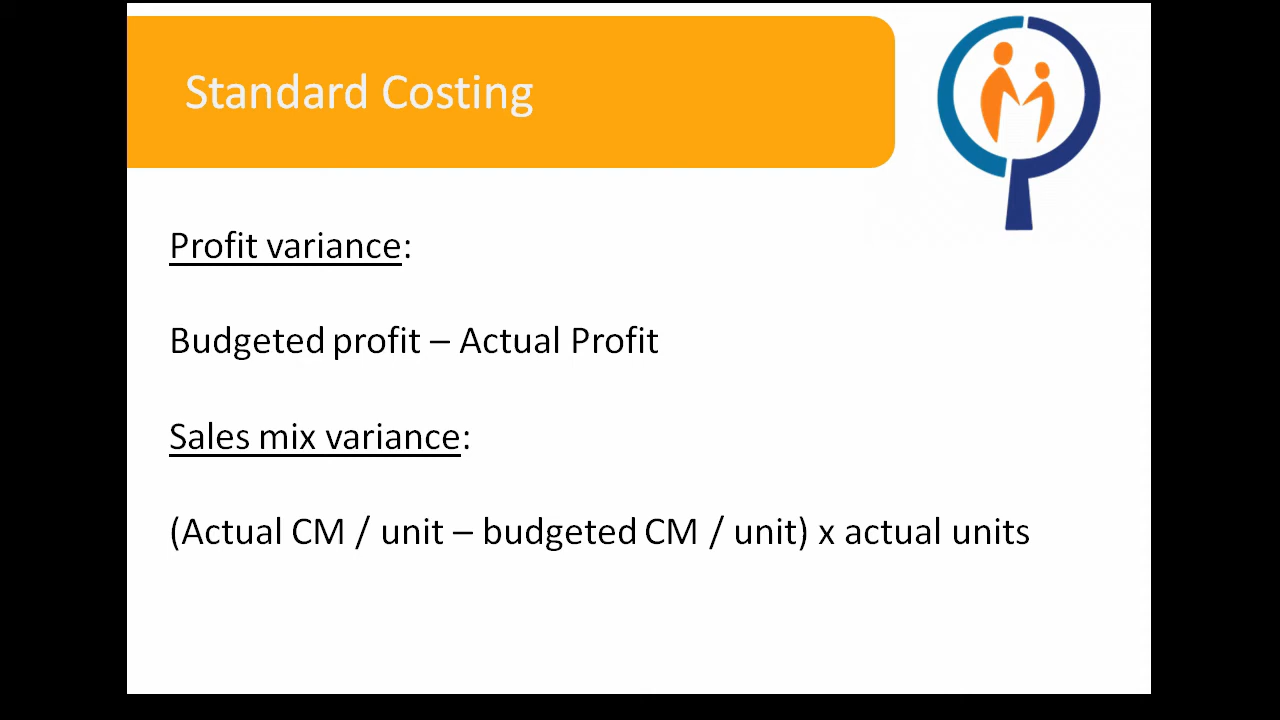 Standard Costing
Profit variance:
Budgeted profit – Actual Profit
Sales mix variance:
(Actual CM / unit – budgeted CM / unit) x actual units